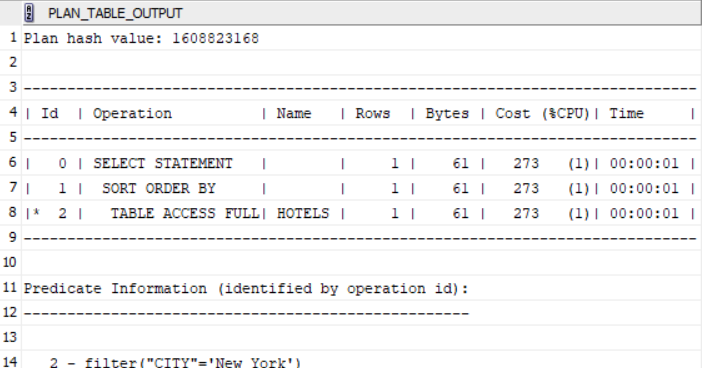 PLAN_TABLE_OUTPUT
1 Plan hash value: 1608823168
2
3 --------------------------------------------------------------------------------
4 | Id  | Operation          | Name   | Rows  | Bytes | Cost (%CPU)| Time     |
5 --------------------------------------------------------------------------------
6 |   0 | SELECT STATEMENT   |        |     1 |    61 |   273   (1)| 00:00:01 |
7 |   1 |  SORT ORDER BY     |        |     1 |    61 |   273   (1)| 00:00:01 |
8 |*  2 |   TABLE ACCESS FULL| HOTELS |     1 |    61 |   273   (1)| 00:00:01 |
9 --------------------------------------------------------------------------------
10
11 Predicate Information (identified by operation id):
12 ---------------------------------------------------
13
14    2 - filter("CITY"='New York')